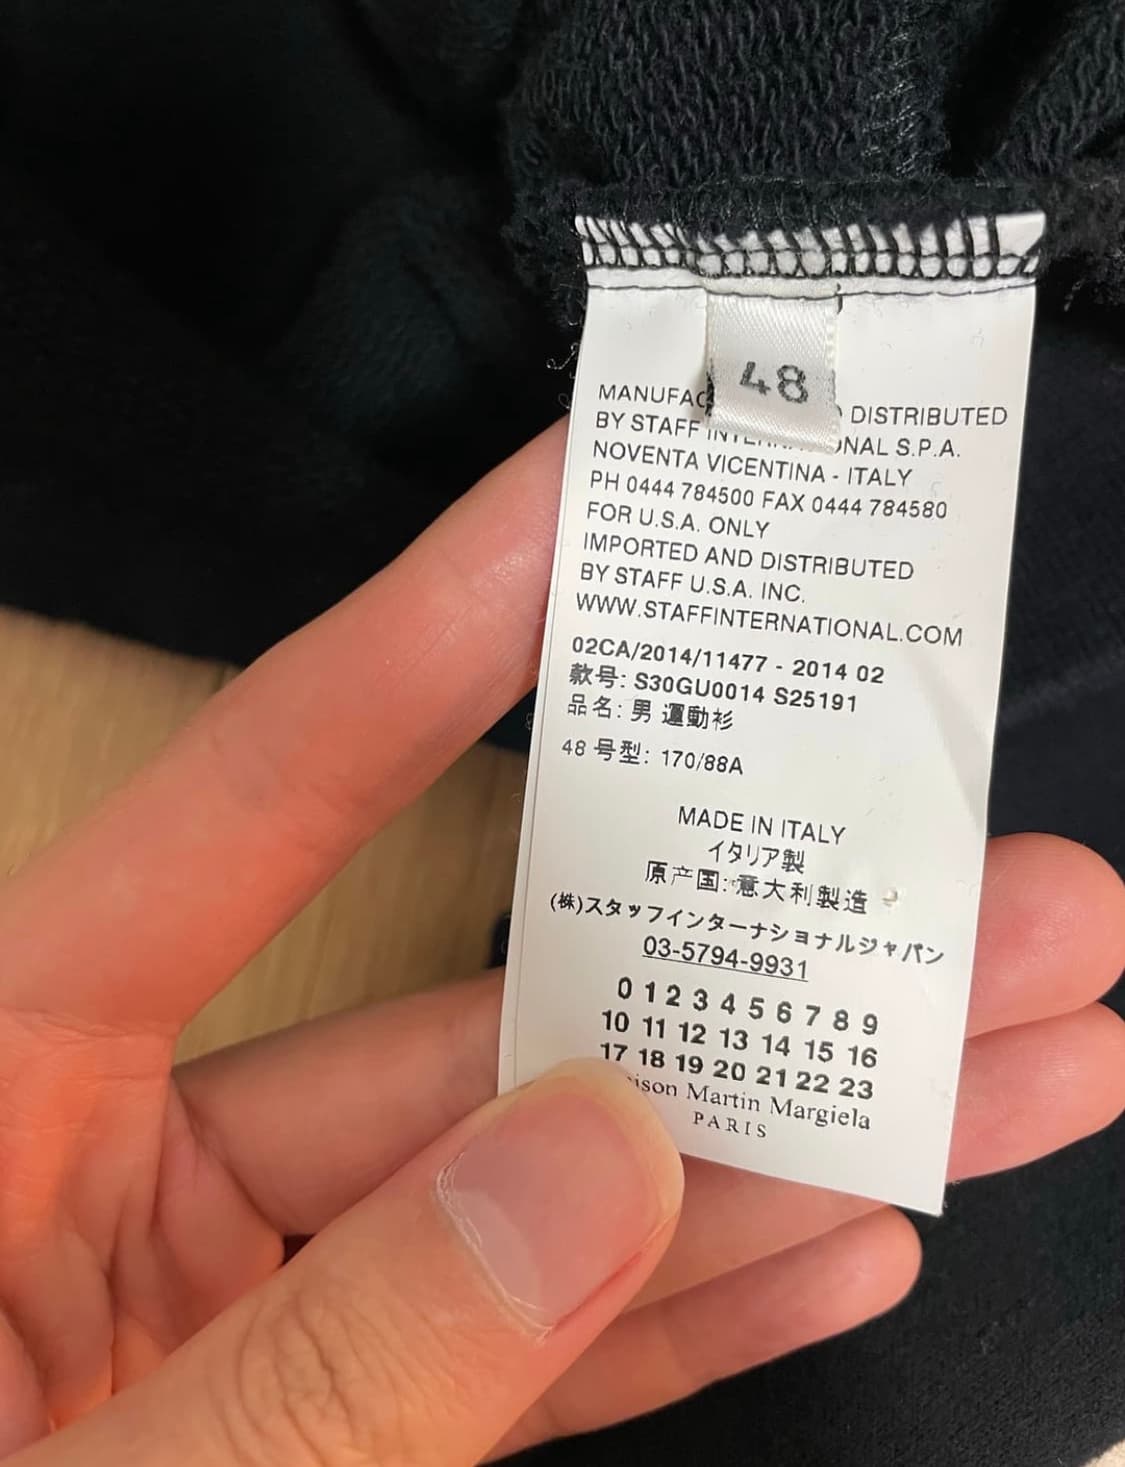 48
DISTRIBUTED
BY STAFF S.P.A.
NOVENTA VICENTINA - ITALY
PH 0444 784500 FAX 0444 784580
FOR U.S.A. ONLY
IMPORTED AND DISTRIBUTED
BY STAFF U.S.A. INC.
WWW.STAFFINTERNATIONAL.COM
02CA/2014/11477 - 2014 02
款号: S30GU0014 S25191
品名: 男 運動衫
48 号型: 170/88A
MADE IN ITALY
イタリア製
原产国: 意大利製造
(株)スタッフインターナショナルジャパン
03-5794-9931
0 1 2 3 4 5 6 7 8 9
10 11 12 13 14 15 16
17 18 19 20 21 22 23
Martin Margiela
PARIS